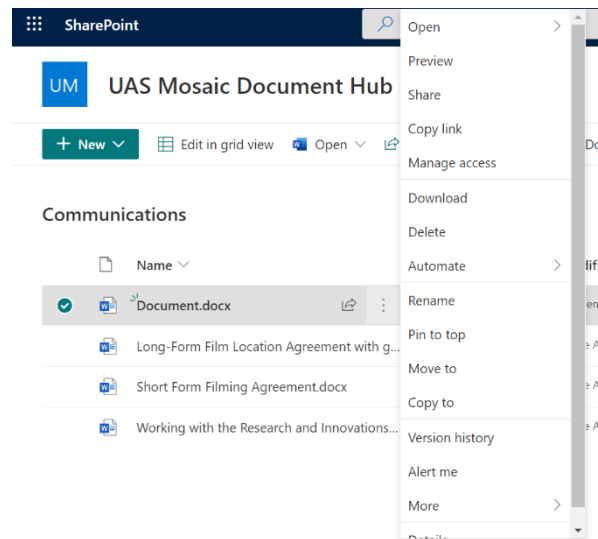 SharePoint
UM
UAS Mosaic Document Hub
+ New
Edit in grid view
Open
Communications
Name
Document.docx
Long-Form Film Location Agreement with g...
Short Form Filming Agreement.docx
Working with the Research and Innovations...
Open
Preview
Share
Copy link
Manage access
Download
Delete
Automate
Rename
Pin to top
Move to
Copy to
Version history
Alert me
More
Details